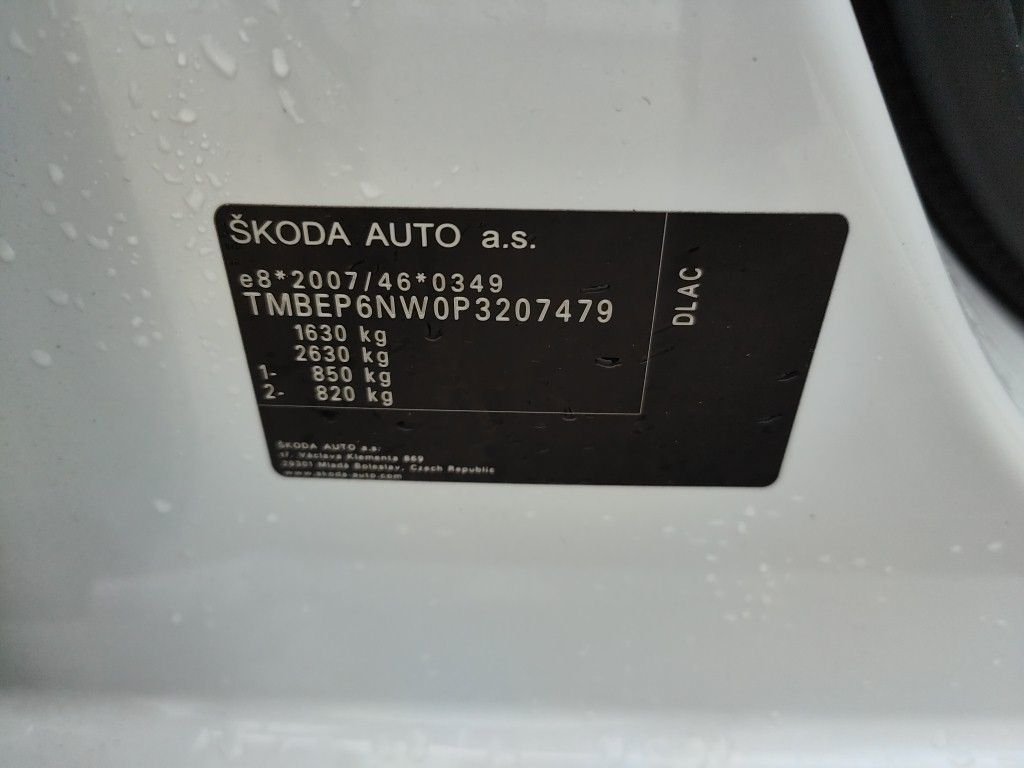 ŠKODA AUTO a.s.
e8*2007/46*0349
TMBEP6NW0P3207479
1630 kg
2630 kg
1- 850 kg
2- 820 kg
DLAC
ŠKODA AUTO a.s.
tř. Václava Klementa 869
29301 Mladá Boleslav, Czech Republic
www.skoda-auto.com